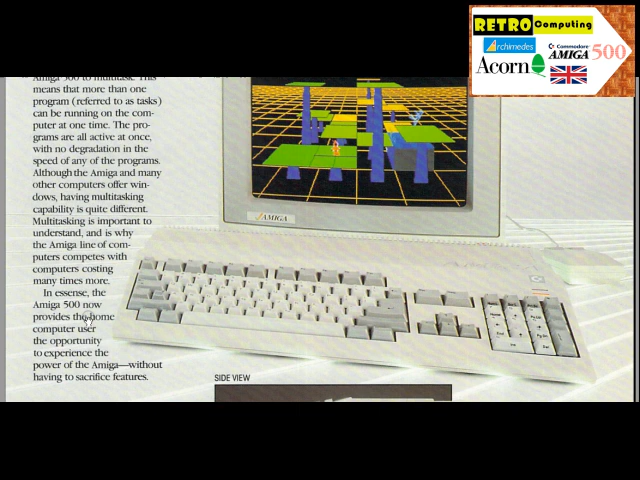 RETRO Computing
Archimedes
Acorn
Commodore
AMIGA 500
Amiga 500 to multitask. This
means that more than one
program (referred to as tasks)
can be running on the com-
puter at one time. The pro-
grams are all active at once,
with no degradation in the
speed of any of the programs.
Although the Amiga and many
other computers offer win-
dows, having multitasking
capability is quite different.
Multitasking is important to
understand, and is why
the Amiga line of com-
puters competes with
computers costing
many times more.
In essense, the
Amiga 500 now
provides the home
computer user
the opportunity
to experience the
power of the Amiga—without
having to sacrifice features.
AMIGA
SIDE VIEW